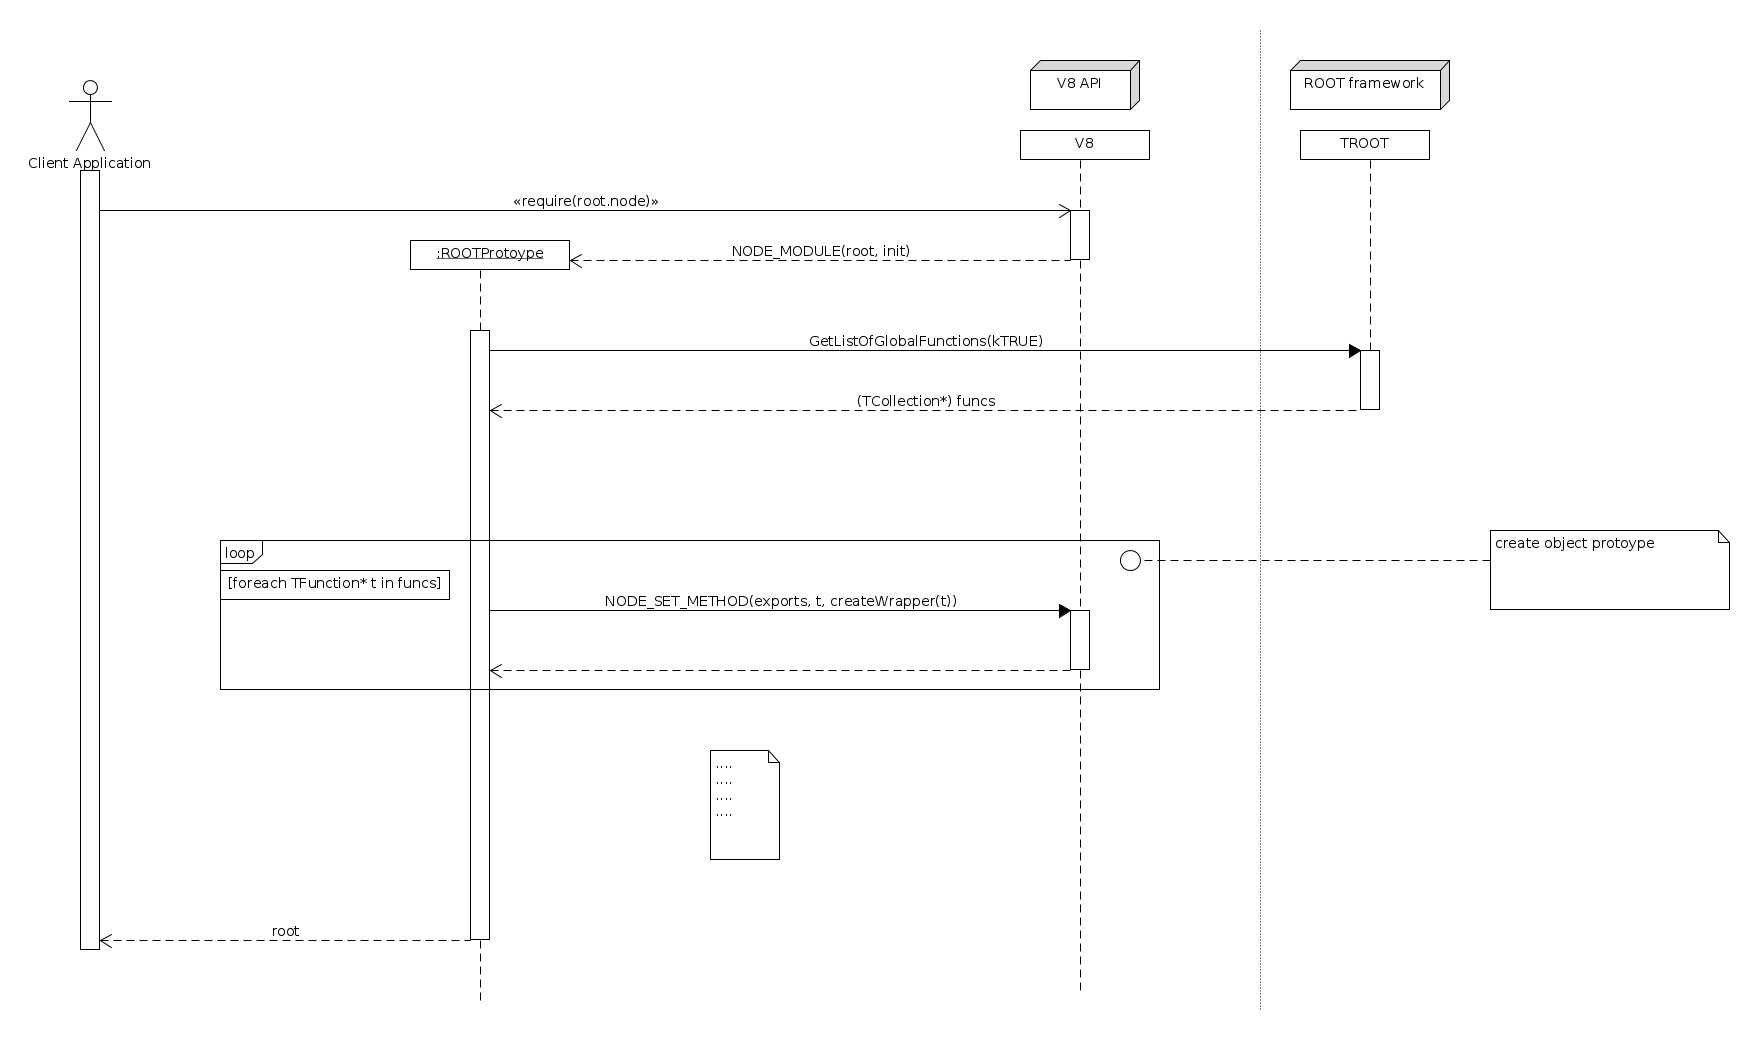 V8 API
ROOT framework
V8
TROOT
Client Application
«require(root.node)»
:ROOTProtoype
NODE_MODULE(root, init)
GetListOfGlobalFunctions(kTRUE)
(TCollection*) funcs
loop
create object protoype
[foreach TFunction* t in funcs]
NODE_SET_METHOD(exports, t, createWrapper(t))
....
....
....
....
root